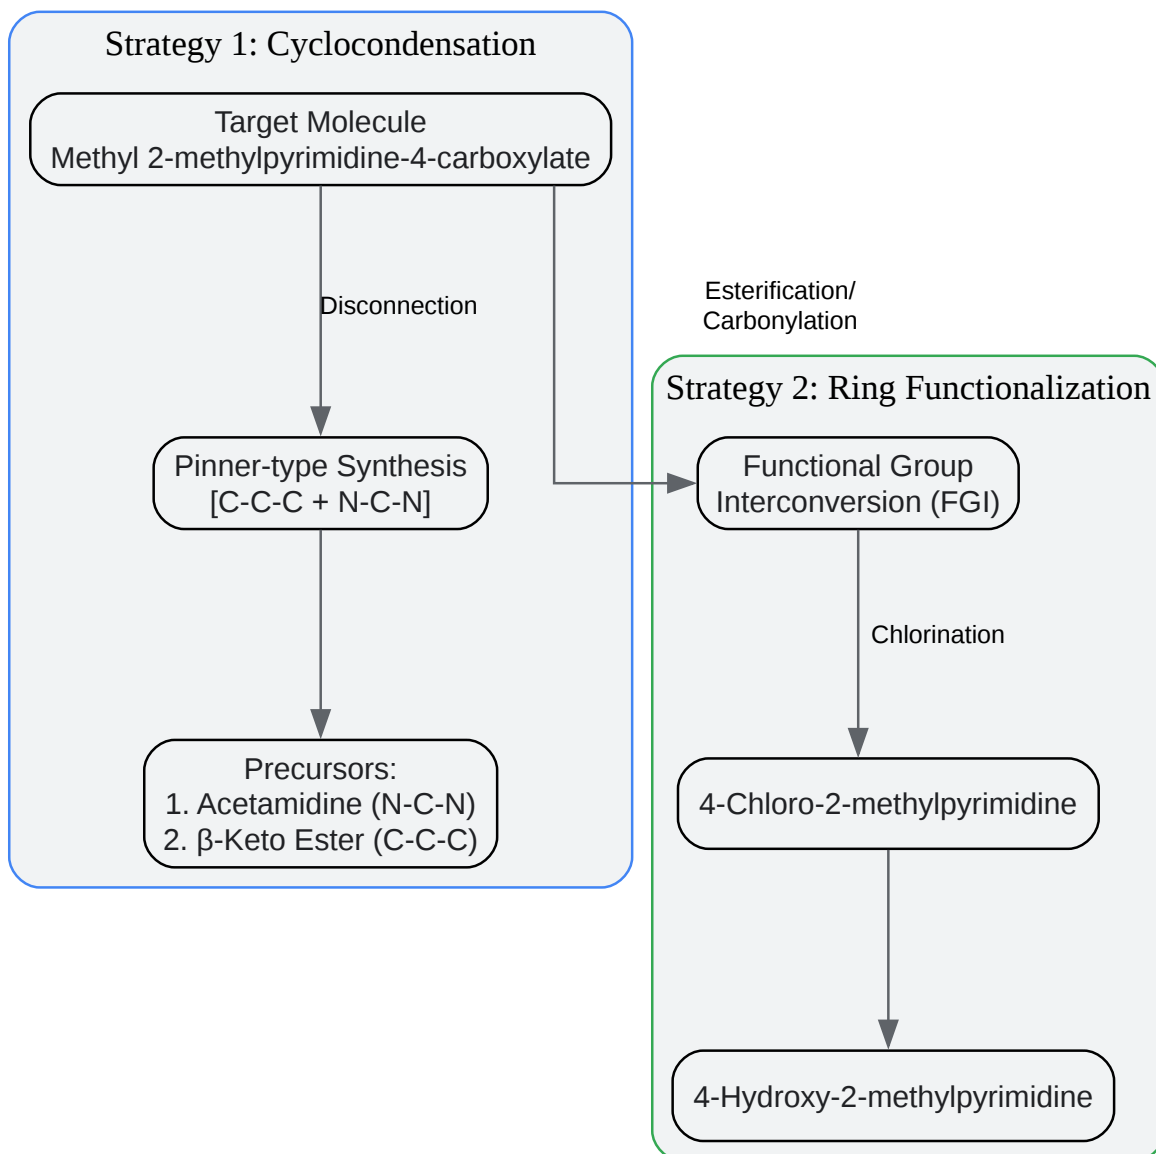 Strategy 1: Cyclocondensation
Target Molecule
Methyl 2-methylpyrimidine-4-carboxylate
Disconnection
Pinner-type Synthesis
[C-C-C + N-C-N]
Precursors:
1. Acetamidine (N-C-N)
2. β-Keto Ester (C-C-C)
Esterification/
Carbonylation
Strategy 2: Ring Functionalization
Functional Group
Interconversion (FGI)
Chlorination
4-Chloro-2-methylpyrimidine
4-Hydroxy-2-methylpyrimidine